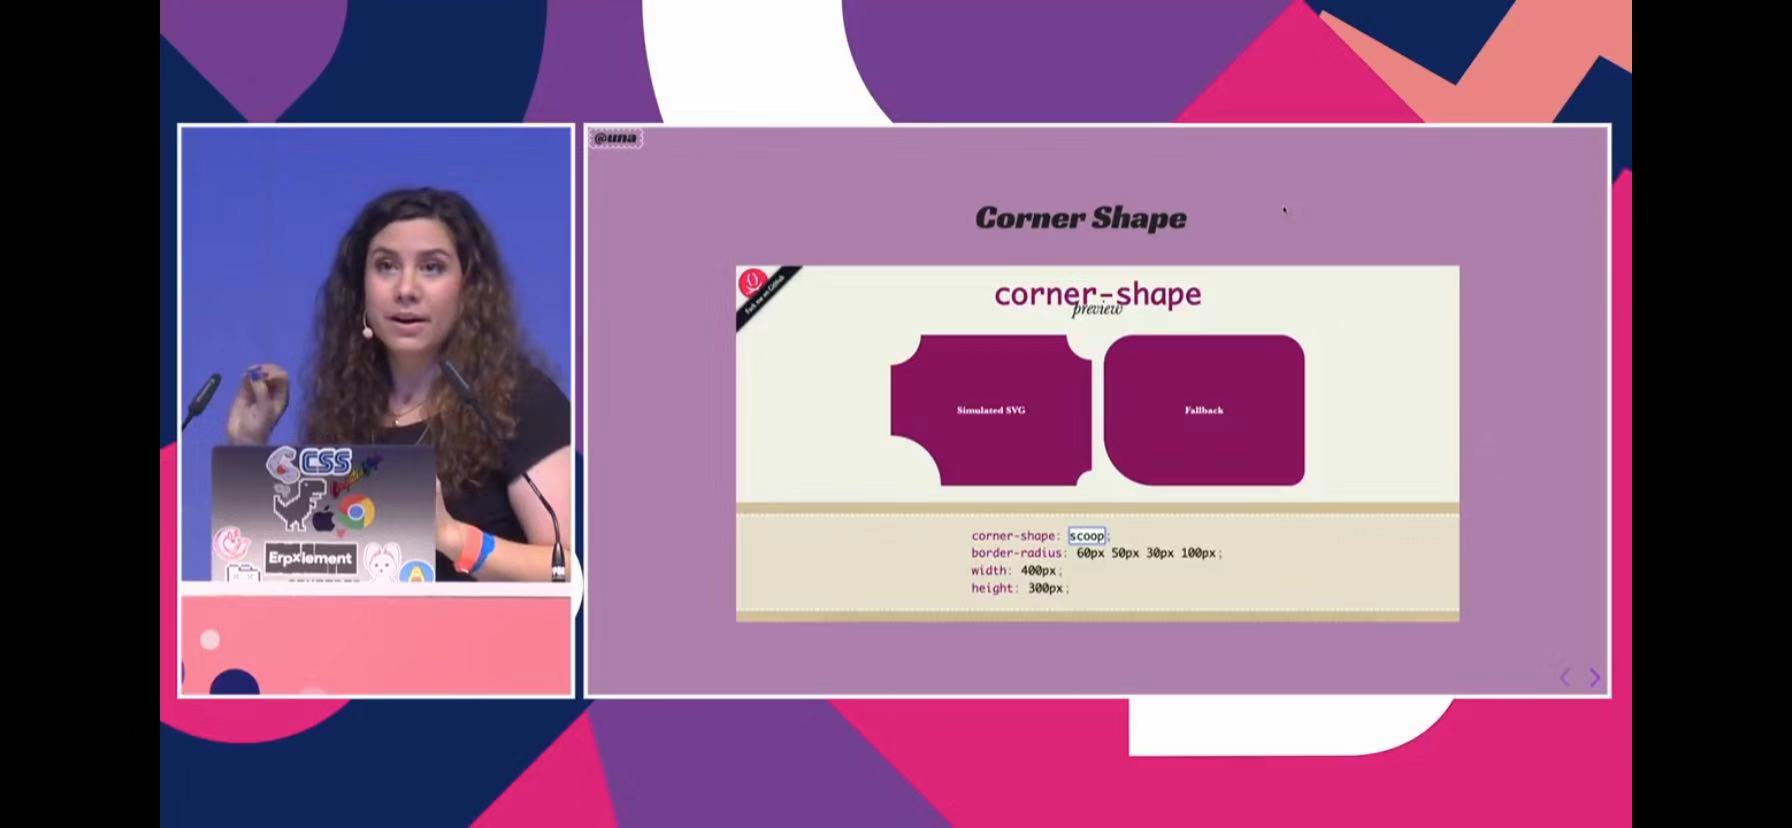 @una
Corner Shape
Fork me on GitHub
corner-shape
preview
Simulated SVG
Fallback
corner-shape: scoop;
border-radius: 60px 50px 30px 100px;
width: 400px;
height: 300px;
CSS
Erpxlement